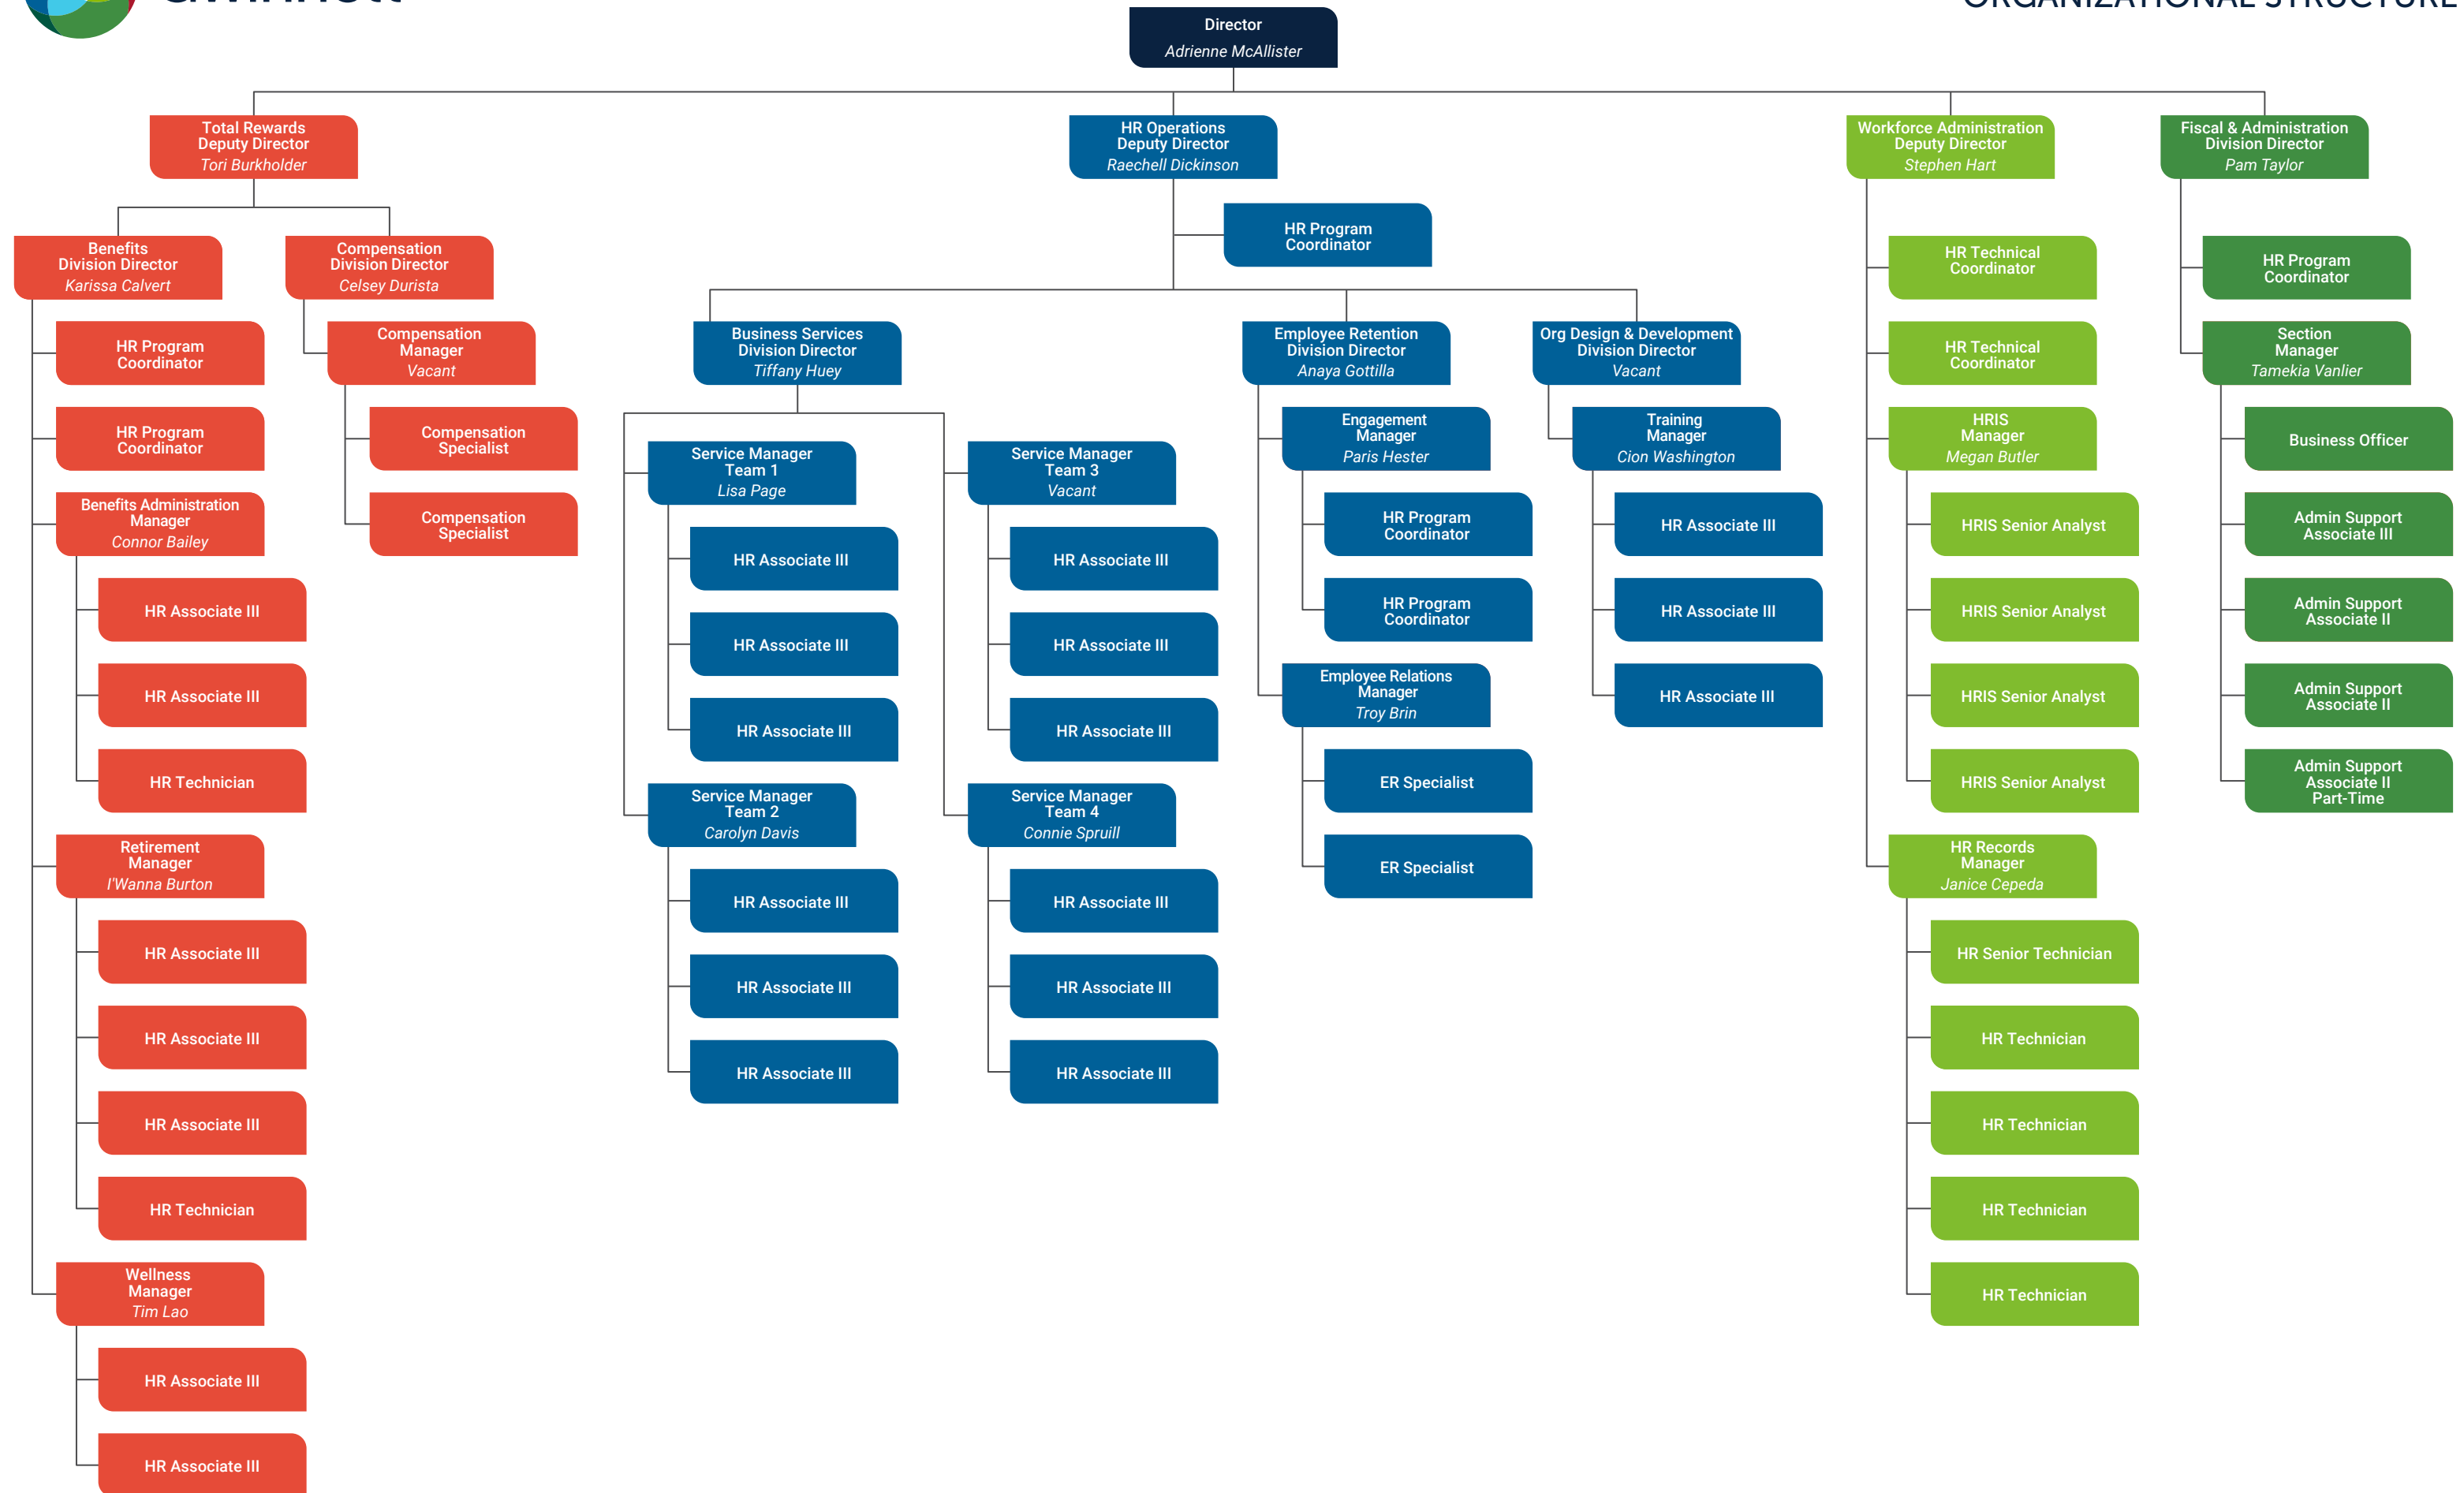 ORGANIZATIONAL STRUCTURE
Director
Adrienne McAllister
Total Rewards
Deputy Director
Tori Burkholder
Benefits
Division Director
Karissa Calvert
HR Program
Coordinator
HR Program
Coordinator
Benefits Administration
Manager
Connor Bailey
HR Associate III
HR Associate III
HR Technician
Retirement
Manager
I'Wanna Burton
HR Associate III
HR Associate III
HR Associate III
HR Technician
Wellness
Manager
Tim Lao
HR Associate III
HR Associate III
Compensation
Division Director
Celsey Durista
Compensation
Manager
Vacant
Compensation
Specialist
Compensation
Specialist
HR Operations
Deputy Director
Raechell Dickinson
HR Program
Coordinator
Business Services
Division Director
Tiffany Huey
Service Manager
Team 1
Lisa Page
HR Associate III
HR Associate III
HR Associate III
Service Manager
Team 2
Carolyn Davis
HR Associate III
HR Associate III
HR Associate III
Service Manager
Team 3
Vacant
HR Associate III
HR Associate III
HR Associate III
Service Manager
Team 4
Connie Spruill
HR Associate III
HR Associate III
HR Associate III
Employee Retention
Division Director
Anaya Gottilla
Engagement
Manager
Paris Hester
HR Program
Coordinator
HR Program
Coordinator
Employee Relations
Manager
Troy Brin
ER Specialist
ER Specialist
Org Design & Development
Division Director
Vacant
Training
Manager
Cion Washington
HR Associate III
HR Associate III
HR Associate III
Workforce Administration
Deputy Director
Stephen Hart
HR Technical
Coordinator
HR Technical
Coordinator
HRIS
Manager
Megan Butler
HRIS Senior Analyst
HRIS Senior Analyst
HRIS Senior Analyst
HRIS Senior Analyst
HR Records
Manager
Janice Cepeda
HR Senior Technician
HR Technician
HR Technician
HR Technician
HR Technician
Fiscal & Administration
Division Director
Pam Taylor
HR Program
Coordinator
Section
Manager
Tamekia Vanlier
Business Officer
Admin Support
Associate III
Admin Support
Associate II
Admin Support
Associate II
Admin Support
Associate II
Part-Time